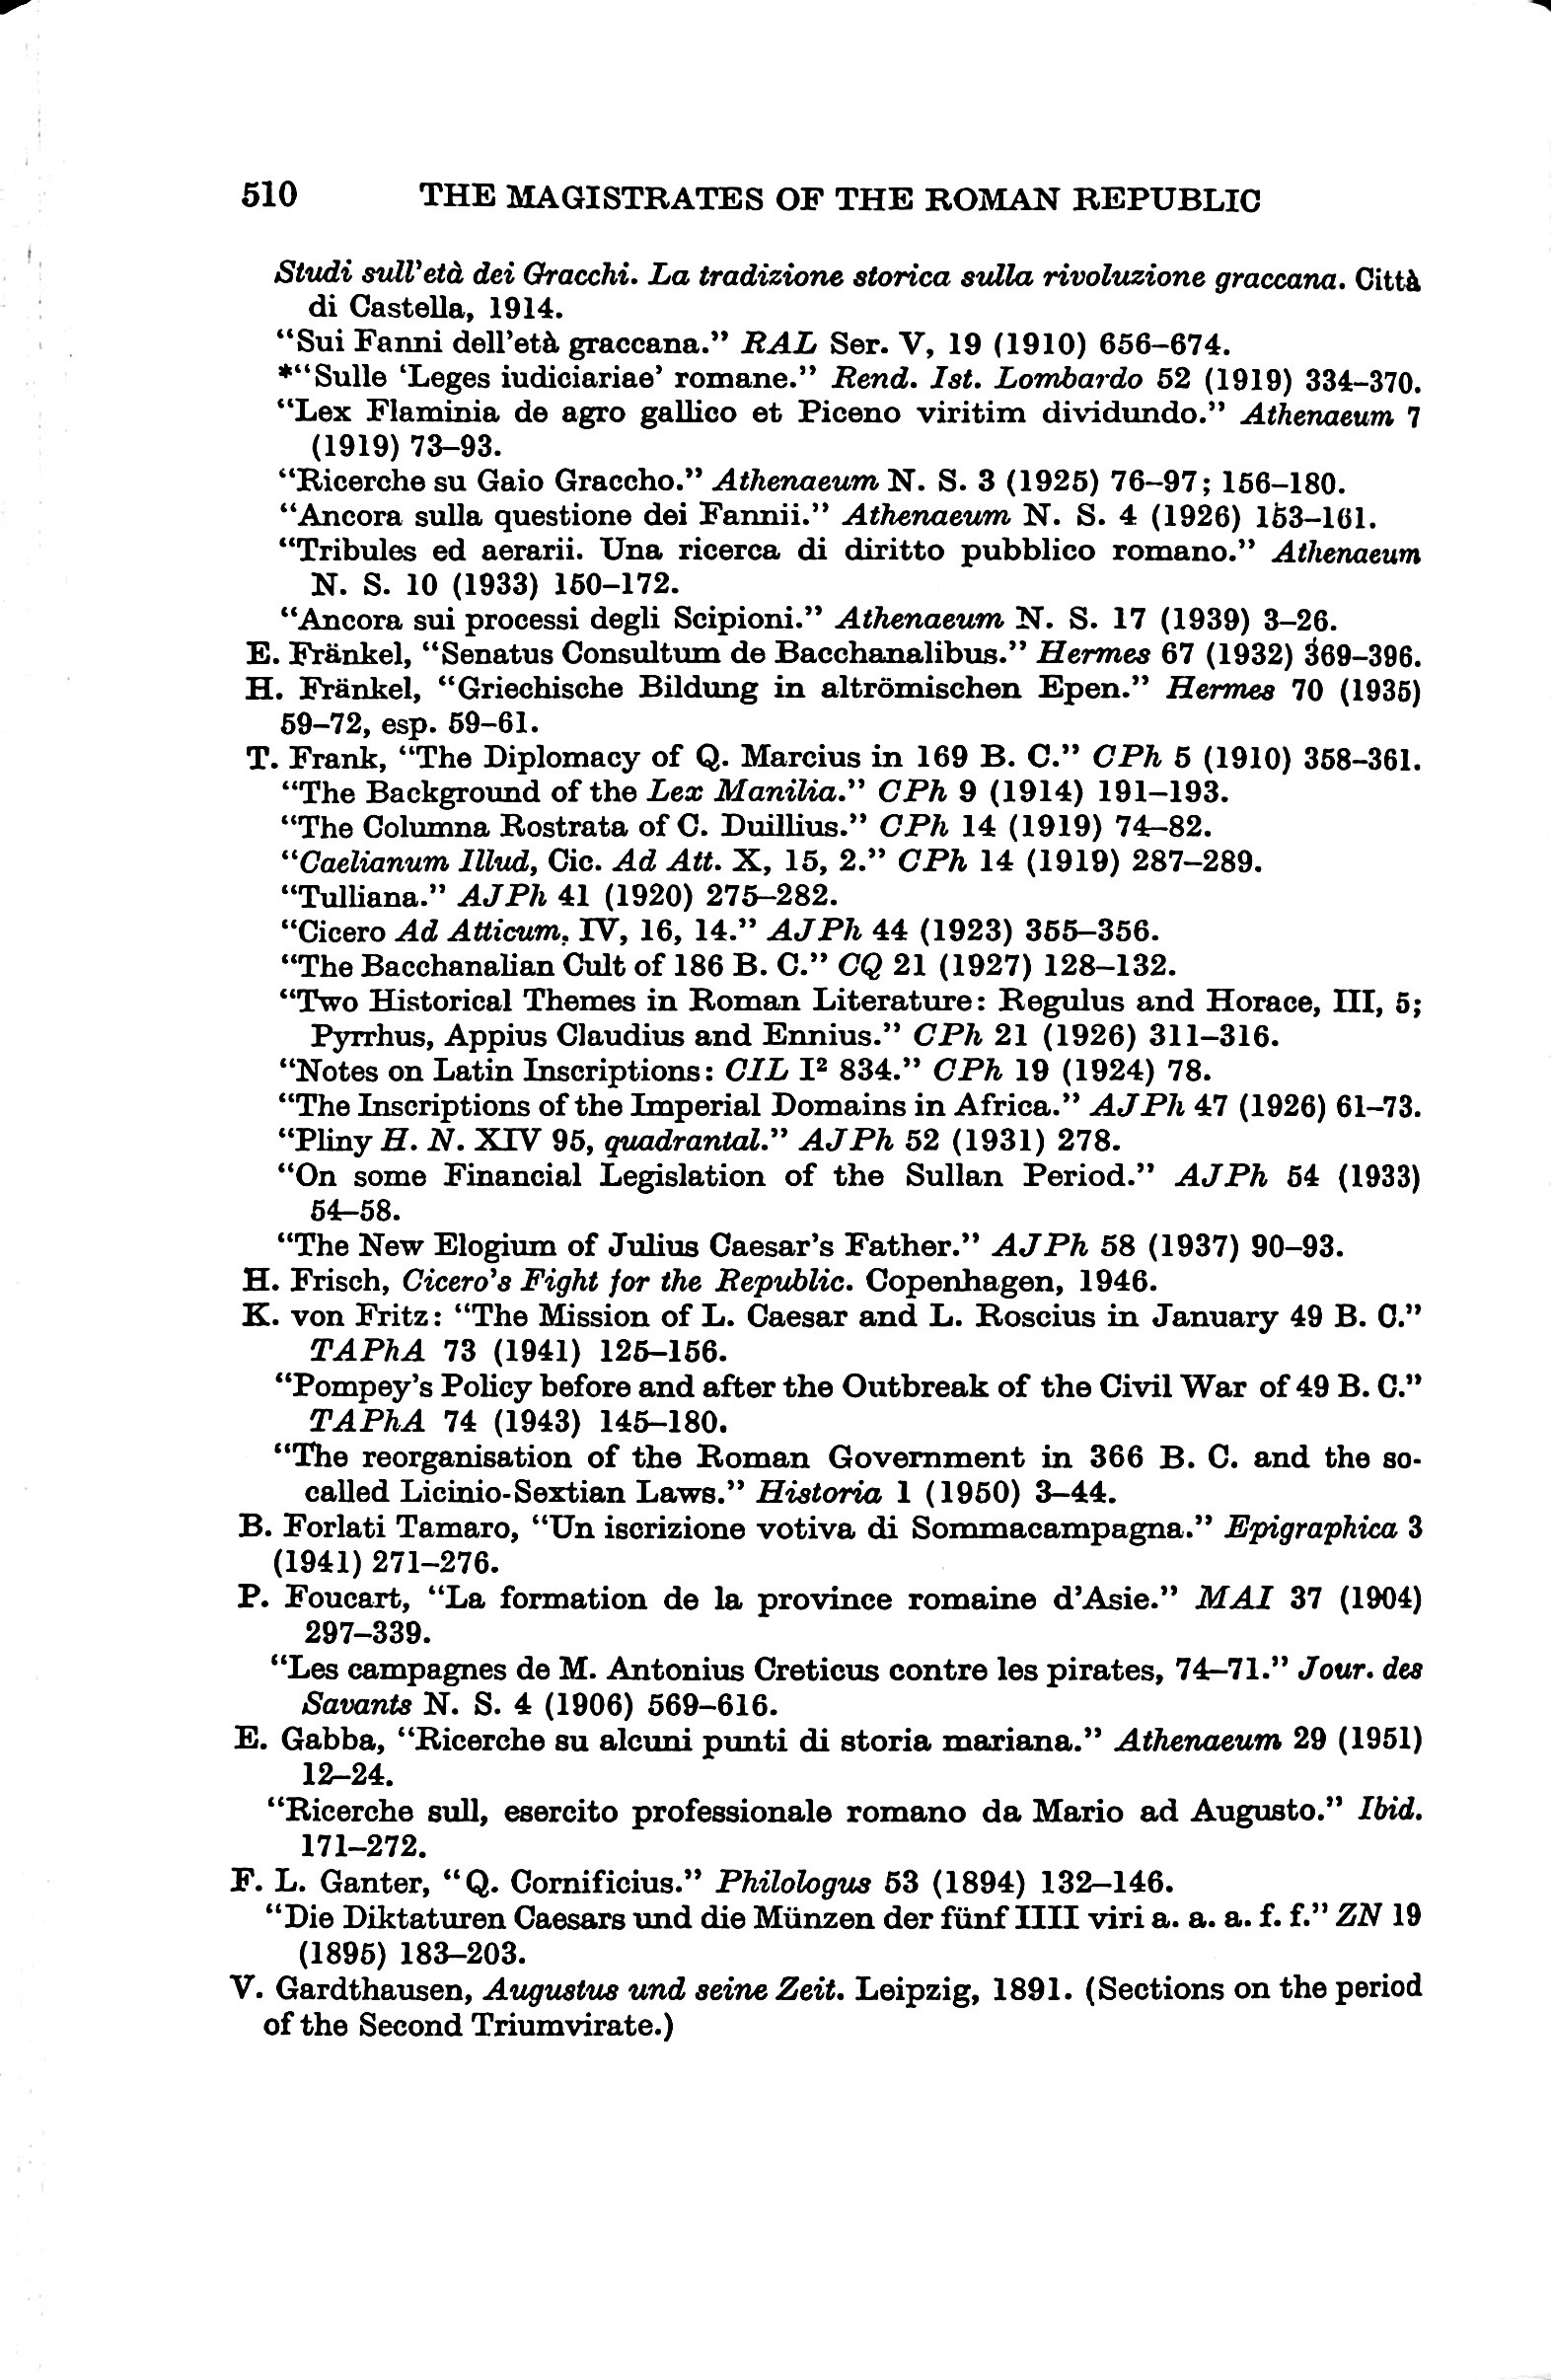 510 THE MAGISTRATES OF THE ROMAN REPUBLIC
Studi sull'età dei Gracchi. La tradizione storica sulla rivoluzione graccana. Città
di Castella, 1914.
“Sui Fanni dell'età graccana.” RAL Ser. V, 19 (1910) 656–674.
*“Sulle ‘Leges iudiciariae’ romane.” Rend. Ist. Lombardo 52 (1919) 334–370.
“Lex Flaminia de agro gallico et Piceno viritim dividundo.” Athenaeum 7
(1919) 73–93.
“Ricerche su Gaio Graccho.” Athenaeum N. S. 3 (1925) 76–97; 156–180.
“Ancora sulla questione dei Fannii.” Athenaeum N. S. 4 (1926) 153–161.
“Tribules ed aerarii. Una ricerca di diritto pubblico romano.” Athenaeum
N. S. 10 (1933) 150–172.
“Ancora sui processi degli Scipioni.” Athenaeum N. S. 17 (1939) 3–26.
E. Fränkel, “Senatus Consultum de Bacchanalibus.” Hermes 67 (1932) 369–396.
H. Fränkel, “Griechische Bildung in altrömischen Epen.” Hermes 70 (1935)
59–72, esp. 59–61.
T. Frank, “The Diplomacy of Q. Marcius in 169 B. C.” CPh 5 (1910) 358–361.
“The Background of the Lex Manilia.” CPh 9 (1914) 191–193.
“The Columna Rostrata of C. Duillius.” CPh 14 (1919) 74–82.
“Caelianum Illud, Cic. Ad Att. X, 15, 2.” CPh 14 (1919) 287–289.
“Tulliana.” AJPh 41 (1920) 275–282.
“Cicero Ad Atticum, IV, 16, 14.” AJPh 44 (1923) 355–356.
“The Bacchanalian Cult of 186 B. C.” CQ 21 (1927) 128–132.
“Two Historical Themes in Roman Literature: Regulus and Horace, III, 5;
Pyrrhus, Appius Claudius and Ennius.” CPh 21 (1926) 311–316.
“Notes on Latin Inscriptions: CIL I² 834.” CPh 19 (1924) 78.
“The Inscriptions of the Imperial Domains in Africa.” AJPh 47 (1926) 61–73.
“Pliny H. N. XIV 95, quadrantal.” AJPh 52 (1931) 278.
“On some Financial Legislation of the Sullan Period.” AJPh 54 (1933)
54–58.
“The New Elogium of Julius Caesar's Father.” AJPh 58 (1937) 90–93.
H. Frisch, Cicero's Fight for the Republic. Copenhagen, 1946.
K. von Fritz: “The Mission of L. Caesar and L. Roscius in January 49 B. C.”
TAPhA 73 (1941) 125–156.
“Pompey's Policy before and after the Outbreak of the Civil War of 49 B. C.”
TAPhA 74 (1943) 145–180.
“The reorganisation of the Roman Government in 366 B. C. and the so-
called Licinio-Sextian Laws.” Historia 1 (1950) 3–44.
B. Forlati Tamaro, “Un iscrizione votiva di Sommacampagna.” Epigraphica 3
(1941) 271–276.
P. Foucart, “La formation de la province romaine d'Asie.” MAI 37 (1904)
297–339.
“Les campagnes de M. Antonius Creticus contre les pirates, 74–71.” Jour. des
Savants N. S. 4 (1906) 569–616.
E. Gabba, “Ricerche su alcuni punti di storia mariana.” Athenaeum 29 (1951)
12–24.
“Ricerche sull, esercito professionale romano da Mario ad Augusto.” Ibid.
171–272.
F. L. Ganter, “Q. Cornificius.” Philologus 53 (1894) 132–146.
“Die Diktaturen Caesars und die Münzen der fünf IIII viri a. a. a. f. f.” ZN 19
(1895) 183–203.
V. Gardthausen, Augustus und seine Zeit. Leipzig, 1891. (Sections on the period
of the Second Triumvirate.)